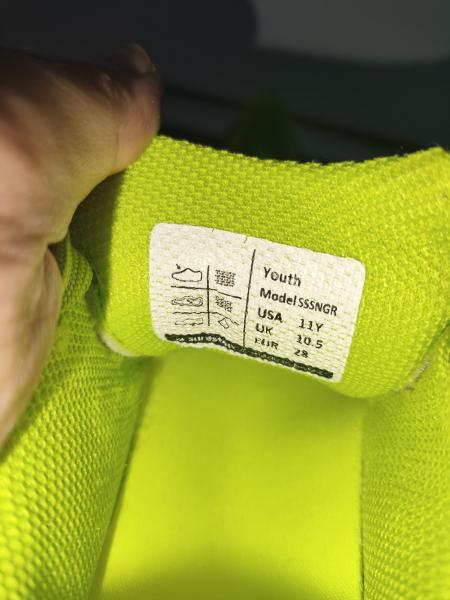 Youth
Model SSSNGR
USA 11Y
UK 10.5
EUR 28